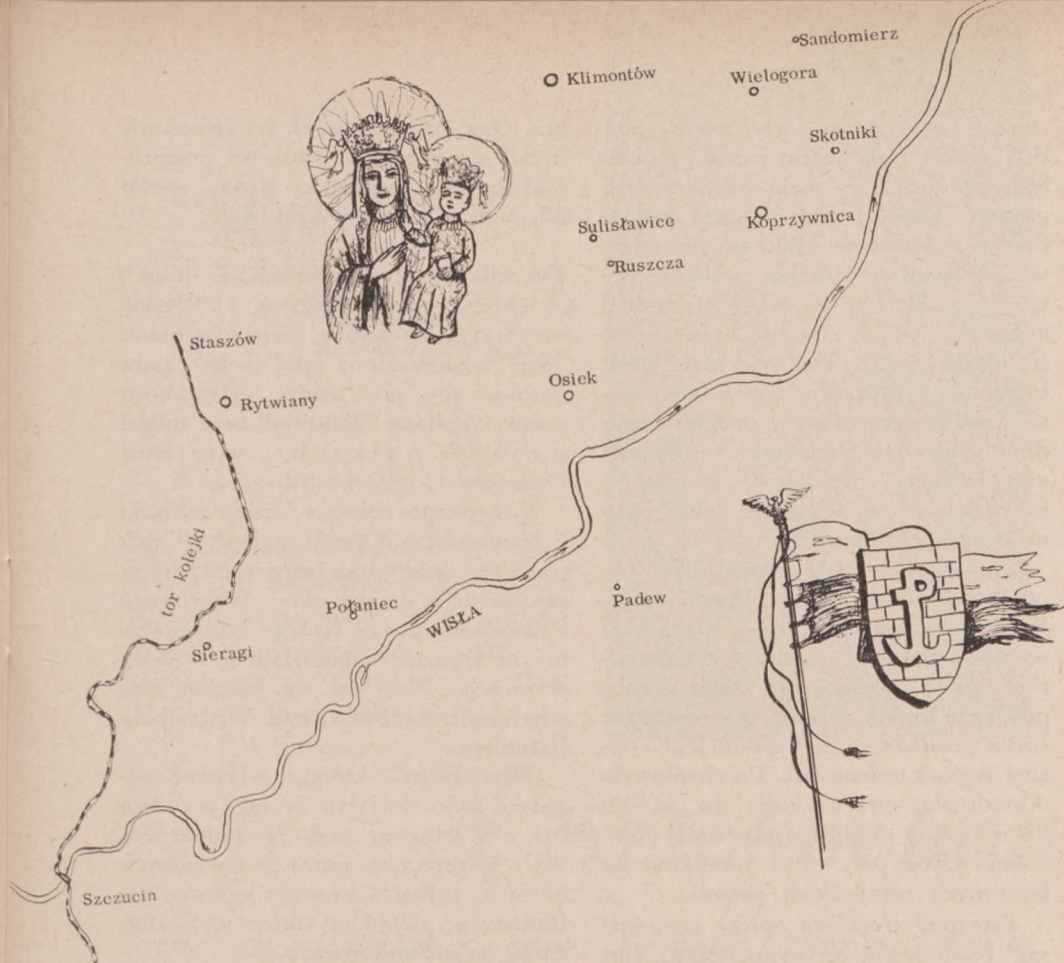 Sandomierz
Klimontów
Wielogora
Skotniki
Sulisławice
Koprzywnica
Ruszcza
Staszów
Rytwiany
Osiek
tor kolejki
Połaniec
WISŁA
Padew
Sieragi
Szczucin